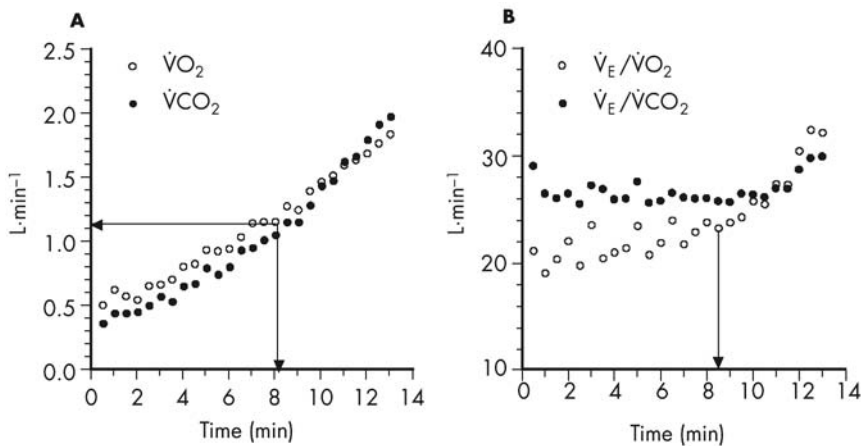 A
2.5
2.0
1.5
1.0
0.5
0.0
L·min⁻¹
V̇O₂
V̇CO₂
0 2 4 6 8 10 12 14
Time (min)
B
40
30
20
10
L·min⁻¹
V̇E/V̇O₂
V̇E/V̇CO₂
0 2 4 6 8 10 12 14
Time (min)